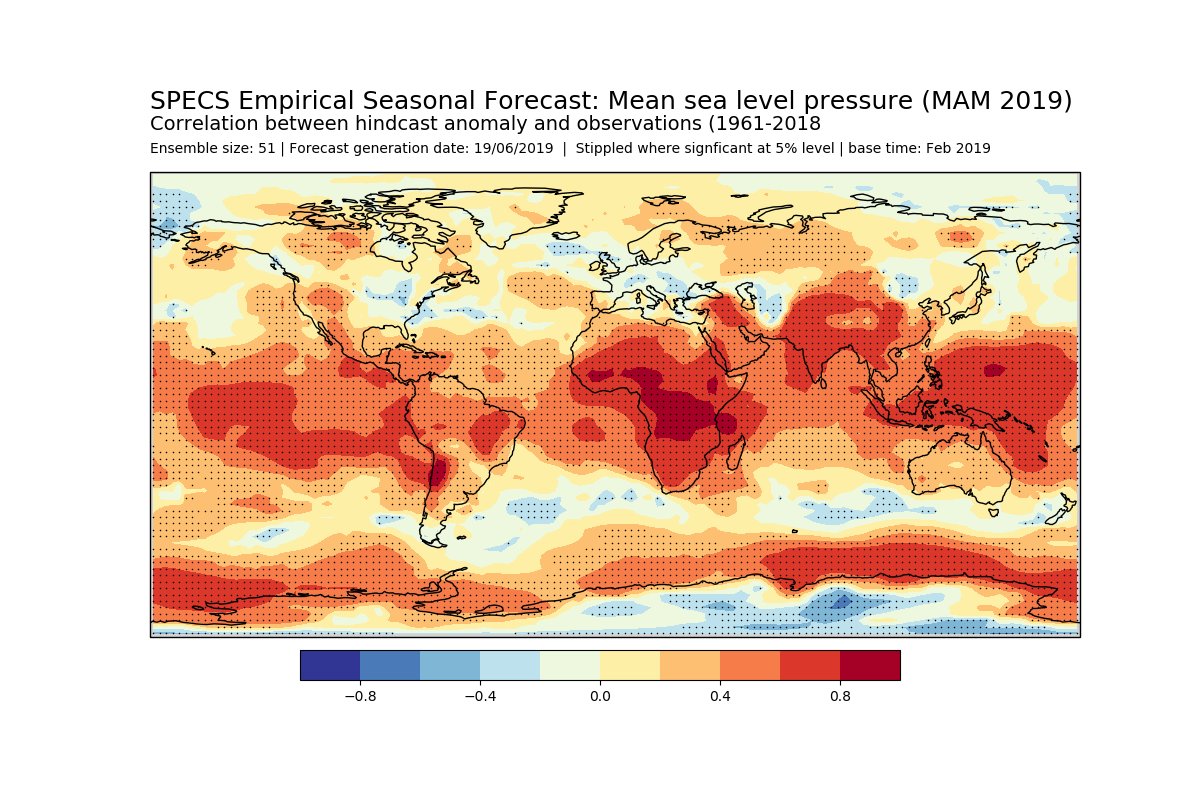 SPECS Empirical Seasonal Forecast: Mean sea level pressure (MAM 2019)
Correlation between hindcast anomaly and observations (1961-2018
Ensemble size: 51 | Forecast generation date: 19/06/2019  |  Stippled where signficant at 5% level | base time: Feb 2019
−0.8 −0.4 0.0 0.4 0.8